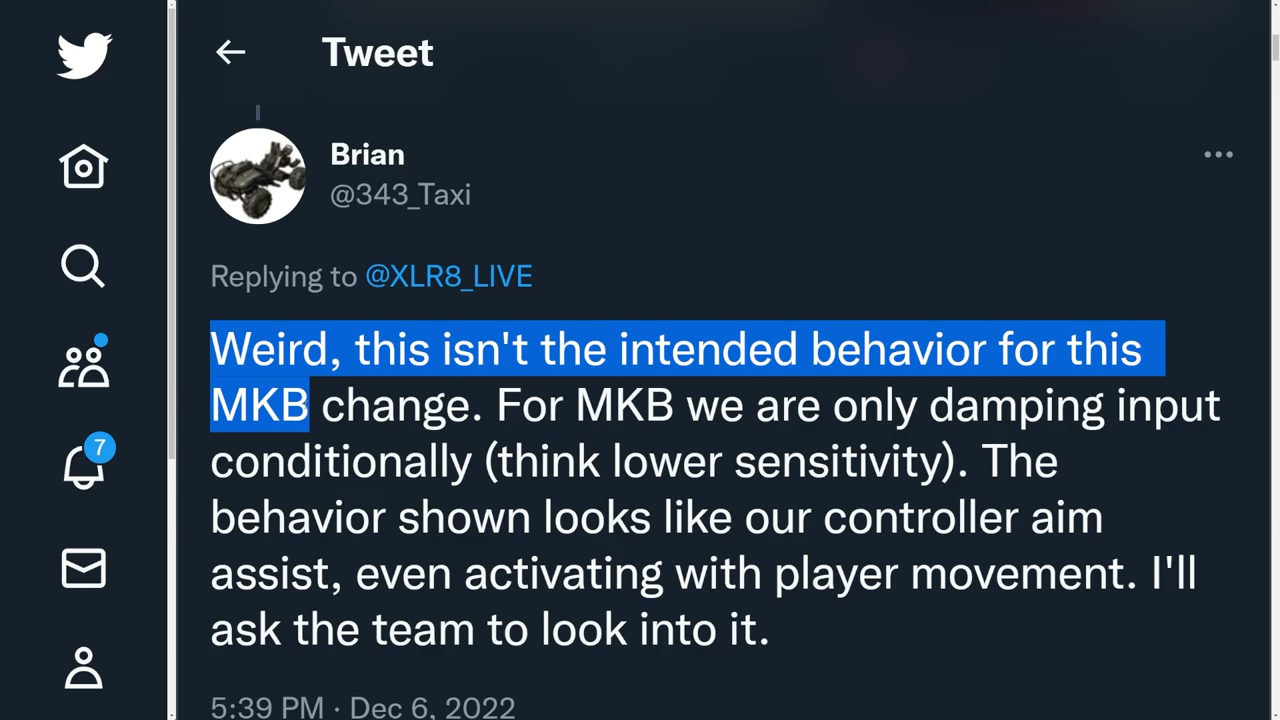 Tweet
Brian
@343_Taxi
Replying to @XLR8_LIVE
Weird, this isn't the intended behavior for this
MKB change. For MKB we are only damping input
conditionally (think lower sensitivity). The
behavior shown looks like our controller aim
assist, even activating with player movement. I'll
ask the team to look into it.
7
5:39 PM · Dec 6, 2022